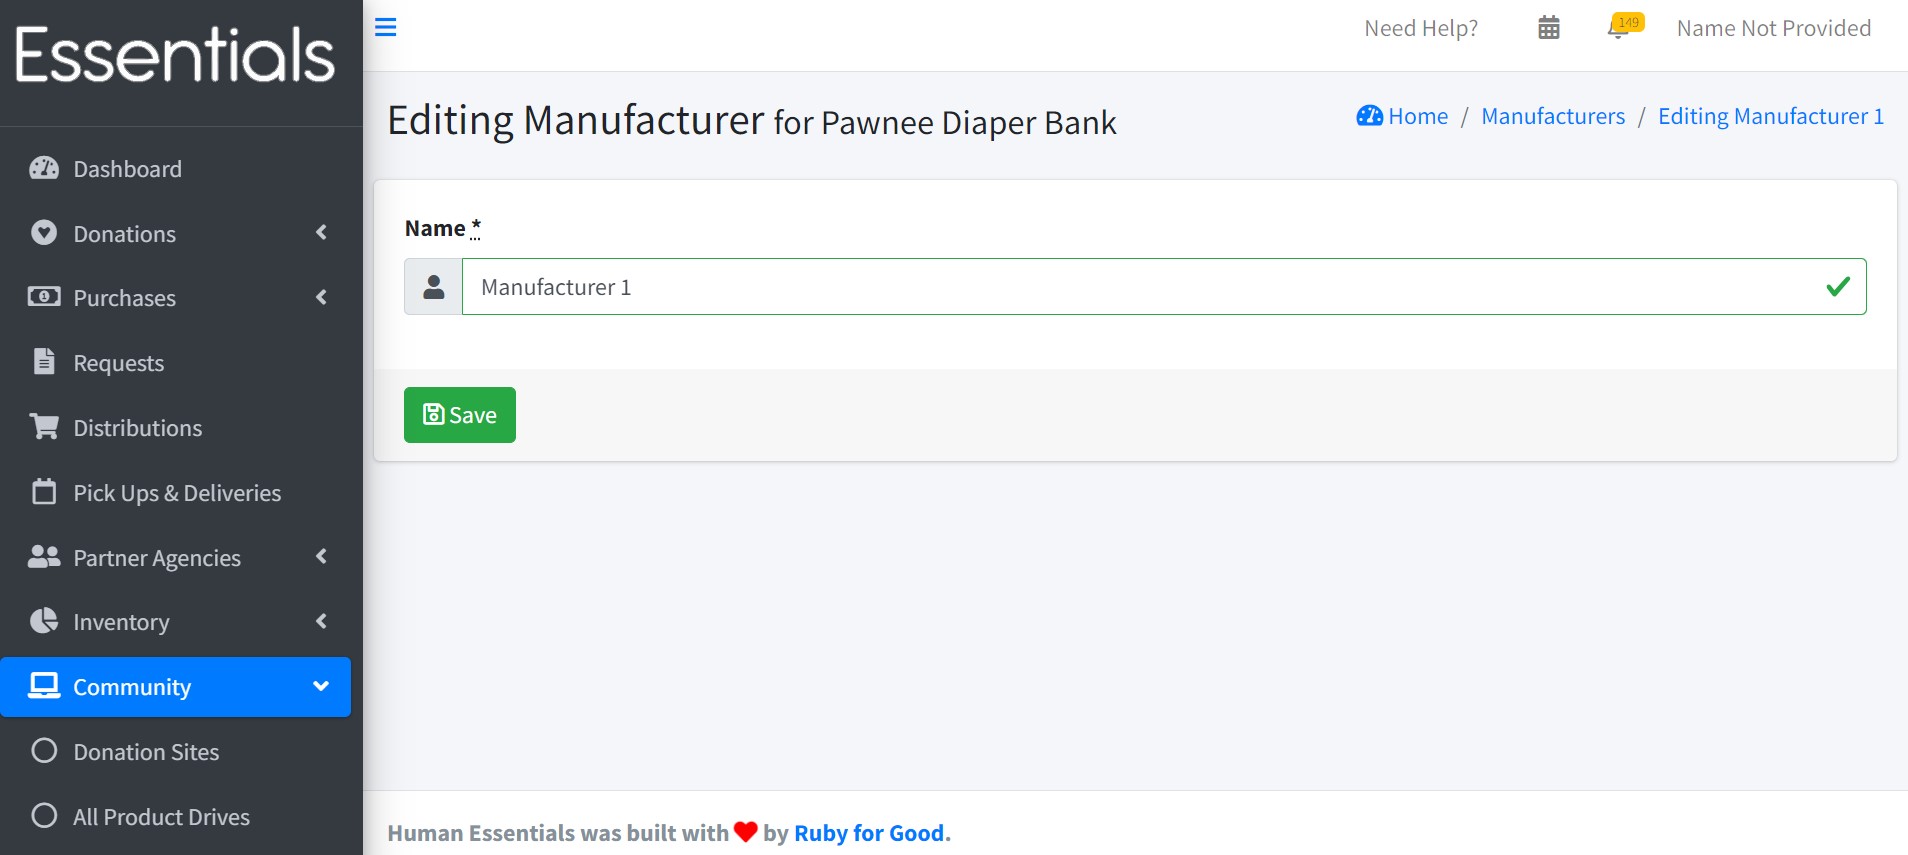 Essentials
Need Help?
149
Name Not Provided
Editing Manufacturer for Pawnee Diaper Bank
Home / Manufacturers / Editing Manufacturer 1
Dashboard
Donations
Purchases
Requests
Distributions
Pick Ups & Deliveries
Partner Agencies
Inventory
Community
Donation Sites
All Product Drives
Name *
Manufacturer 1
Save
Human Essentials was built with ❤ by Ruby for Good.